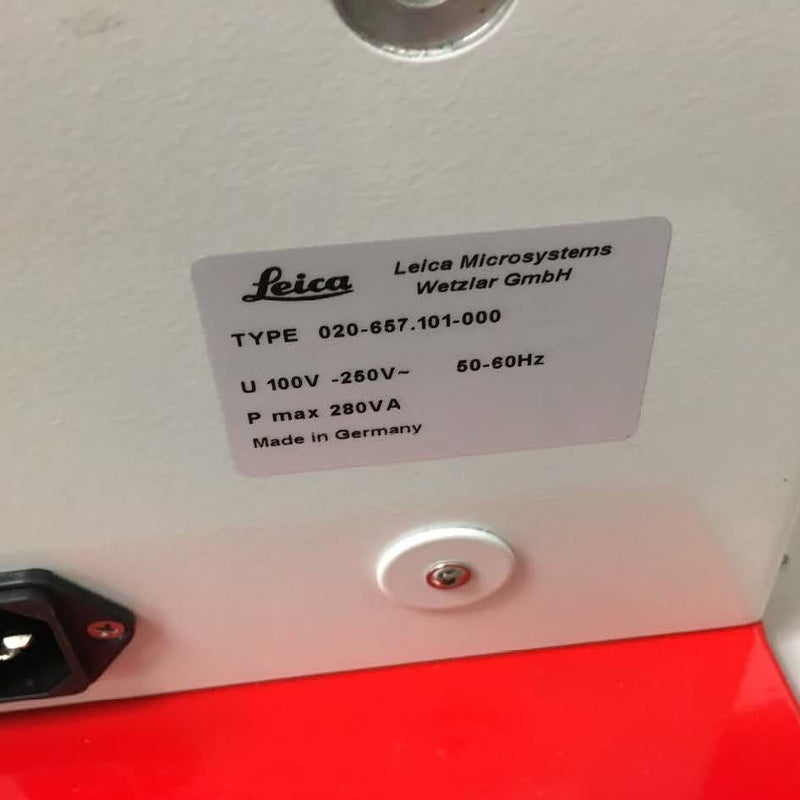 Leica
Leica Microsystems
Wetzlar GmbH
TYPE 020-657.101-000
U 100V -250V~ 50-60Hz
P max 280VA
Made in Germany